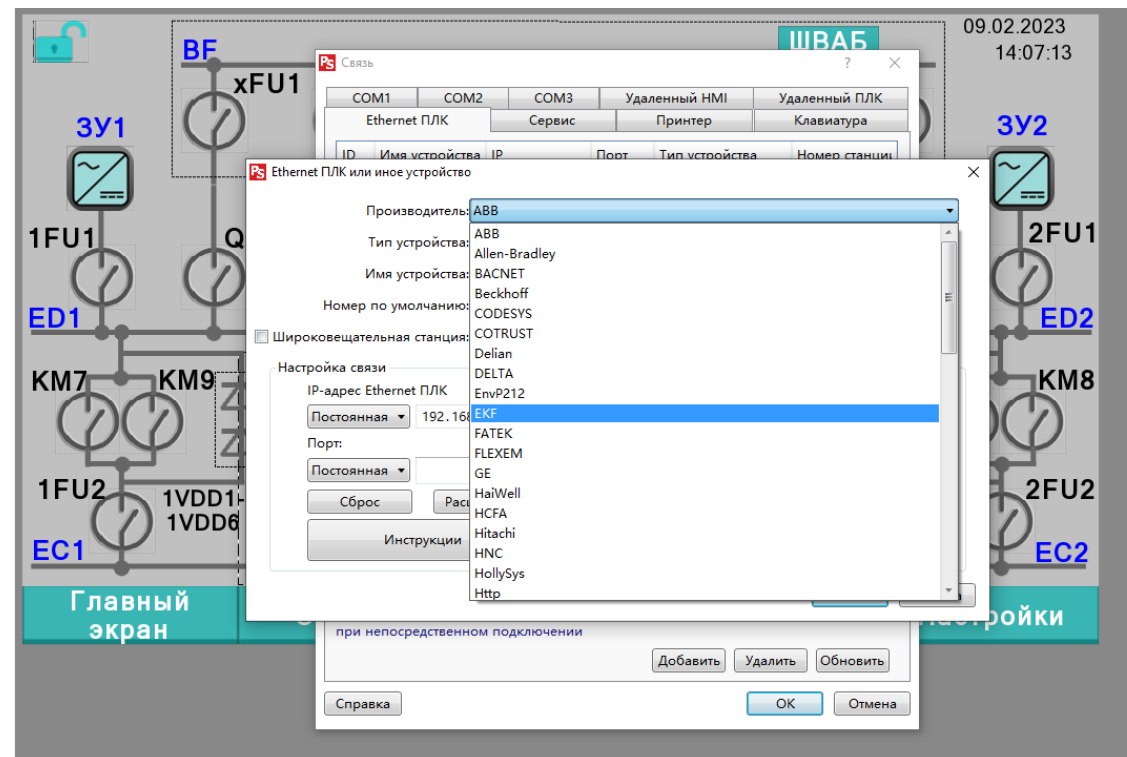 09.02.2023
14:07:13
ШВАБ
BF
xFU1
Связь
?
COM1 COM2 COM3 Удаленный HMI Удаленный ПЛК
Ethernet ПЛК Сервис Принтер Клавиатура
ID Имя устройства IP Порт Тип устройства Номер станции
ЗУ1
ЗУ2
Ethernet ПЛК или иное устройство
Производитель: ABB
Тип устройства:
Имя устройства:
Номер по умолчанию:
Широковещательная станция:
Настройка связи
IP-адрес Ethernet ПЛК
Постоянная 192.168
Порт:
Постоянная
Сброс
Инструкции
ABB
Allen-Bradley
BACNET
Beckhoff
CODESYS
COTRUST
Delian
DELTA
EnvP212
EKF
FATEK
FLEXEM
GE
HaiWell
HCFA
Hitachi
HNC
HollySys
Http
1FU1
Q
2FU1
ED1
ED2
KM7
KM9
KM8
1FU2
1VDD1-
1VDD6
2FU2
EC1
EC2
Главный
экран
при непосредственном подключении
Добавить Удалить Обновить
Справка OK Отмена